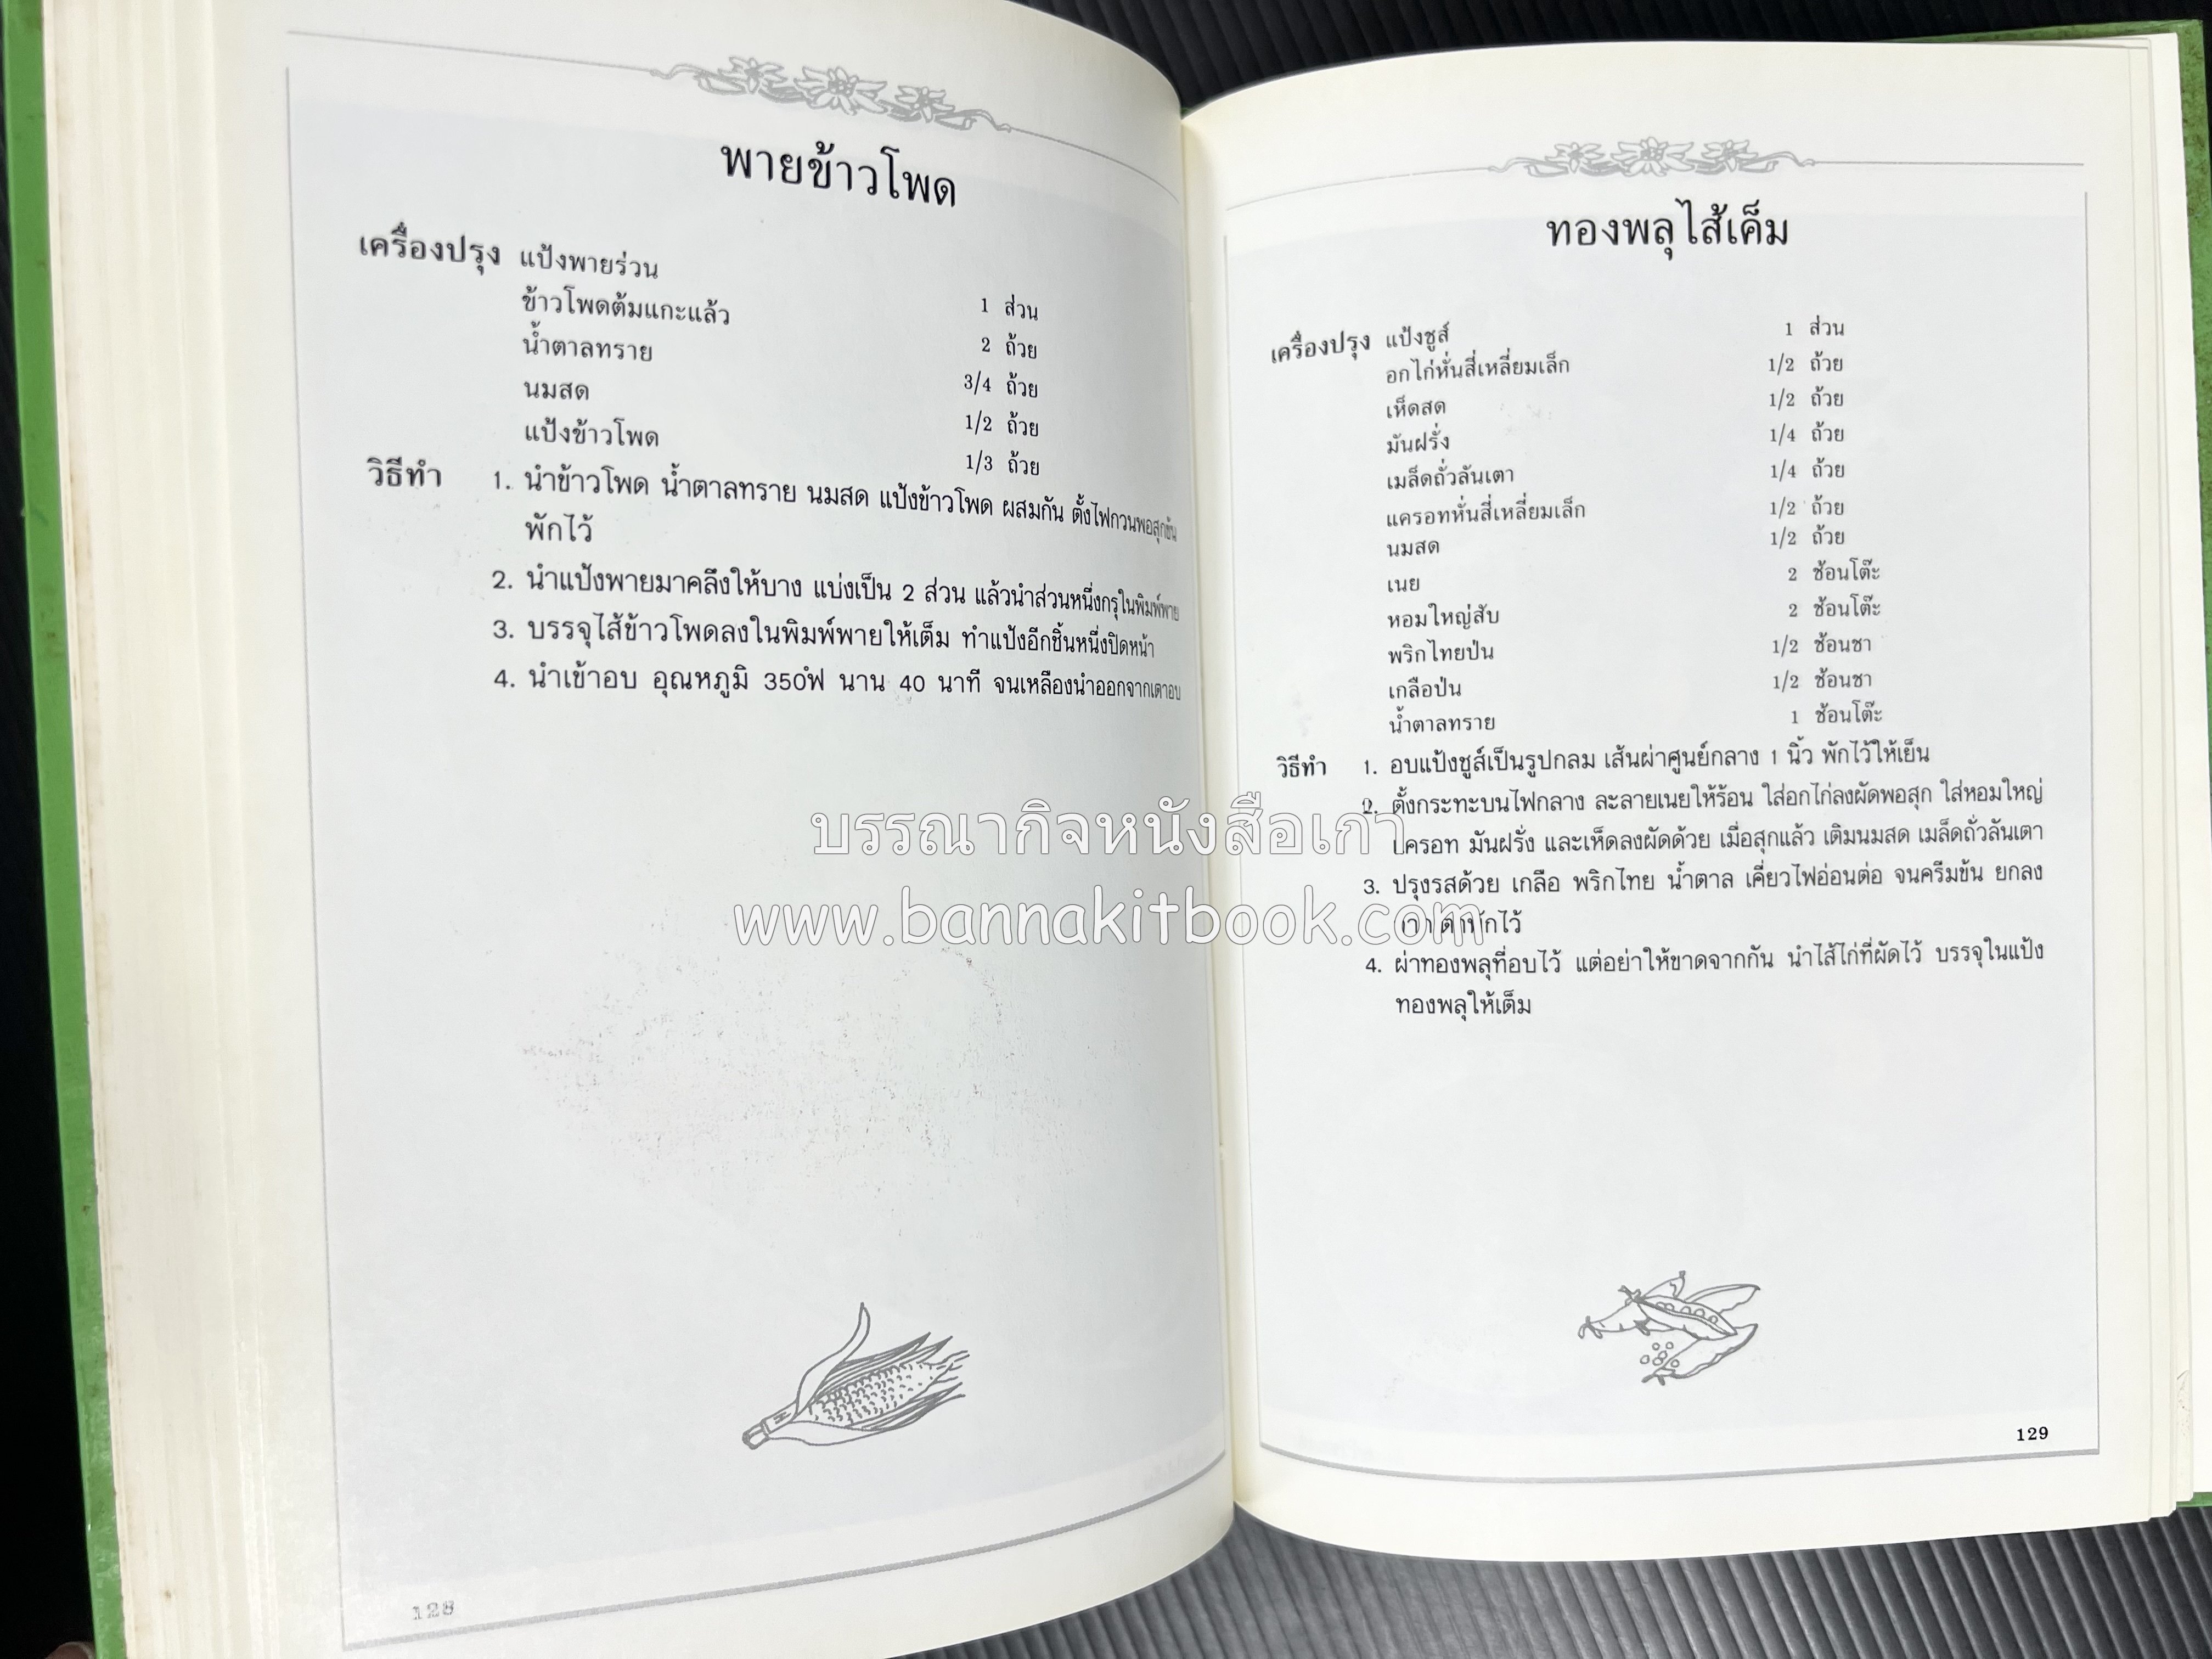 พายข้าวโพด
เครื่องปรุง แป้งพายร่วน 1 ส่วน
ข้าวโพดต้มแกะแล้ว 2 ถ้วย
น้ำตาลทราย 3/4 ถ้วย
นมสด 1/2 ถ้วย
แป้งข้าวโพด 1/3 ถ้วย
วิธีทำ 1. นำข้าวโพด น้ำตาลทราย นมสด แป้งข้าวโพด ผสมกัน ตั้งไฟกวนพอสุกข้น
พักไว้
2. นำแป้งพายมาคลึงให้บาง แบ่งเป็น 2 ส่วน แล้วนำส่วนหนึ่งกรุในพิมพ์พาย
3. บรรจุไส้ข้าวโพดลงในพิมพ์พายให้เต็ม ทำแป้งอีกชิ้นหนึ่งปิดหน้า
4. นำเข้าอบ อุณหภูมิ 350ฟ นาน 40 นาที จนเหลืองนำออกจากเตาอบ
128
ทองพลุไส้เค็ม
เครื่องปรุง แป้งชูส์ 1 ส่วน
อกไก่หั่นสี่เหลี่ยมเล็ก 1/2 ถ้วย
เห็ดสด 1/2 ถ้วย
มันฝรั่ง 1/4 ถ้วย
เมล็ดถั่วลันเตา 1/4 ถ้วย
แครอทหั่นสี่เหลี่ยมเล็ก 1/2 ถ้วย
นมสด 1/2 ถ้วย
เนย 2 ช้อนโต๊ะ
หอมใหญ่สับ 2 ช้อนโต๊ะ
พริกไทยป่น 1/2 ช้อนชา
เกลือป่น 1/2 ช้อนชา
น้ำตาลทราย 1 ช้อนโต๊ะ
วิธีทำ 1. อบแป้งชูส์เป็นรูปกลม เส้นผ่าศูนย์กลาง 1 นิ้ว พักไว้ให้เย็น
2. ตั้งกระทะบนไฟกลาง ละลายเนยให้ร้อน ใส่อกไก่ลงผัดพอสุก ใส่หอมใหญ่
แครอท มันฝรั่ง และเห็ดลงผัดด้วย เมื่อสุกแล้ว เติมนมสด เมล็ดถั่วลันเตา
3. ปรุงรสด้วย เกลือ พริกไทย น้ำตาล เคี่ยวไฟอ่อนต่อ จนครีมข้น ยกลง
จากเตาพักไว้
4. ผ่าทองพลุที่อบไว้ แต่อย่าให้ขาดจากกัน นำไส้ไก่ที่ผัดไว้ บรรจุในแป้ง
ทองพลุให้เต็ม
129
บรรณากิจหนังสือเก่า
www.bannakitbook.com